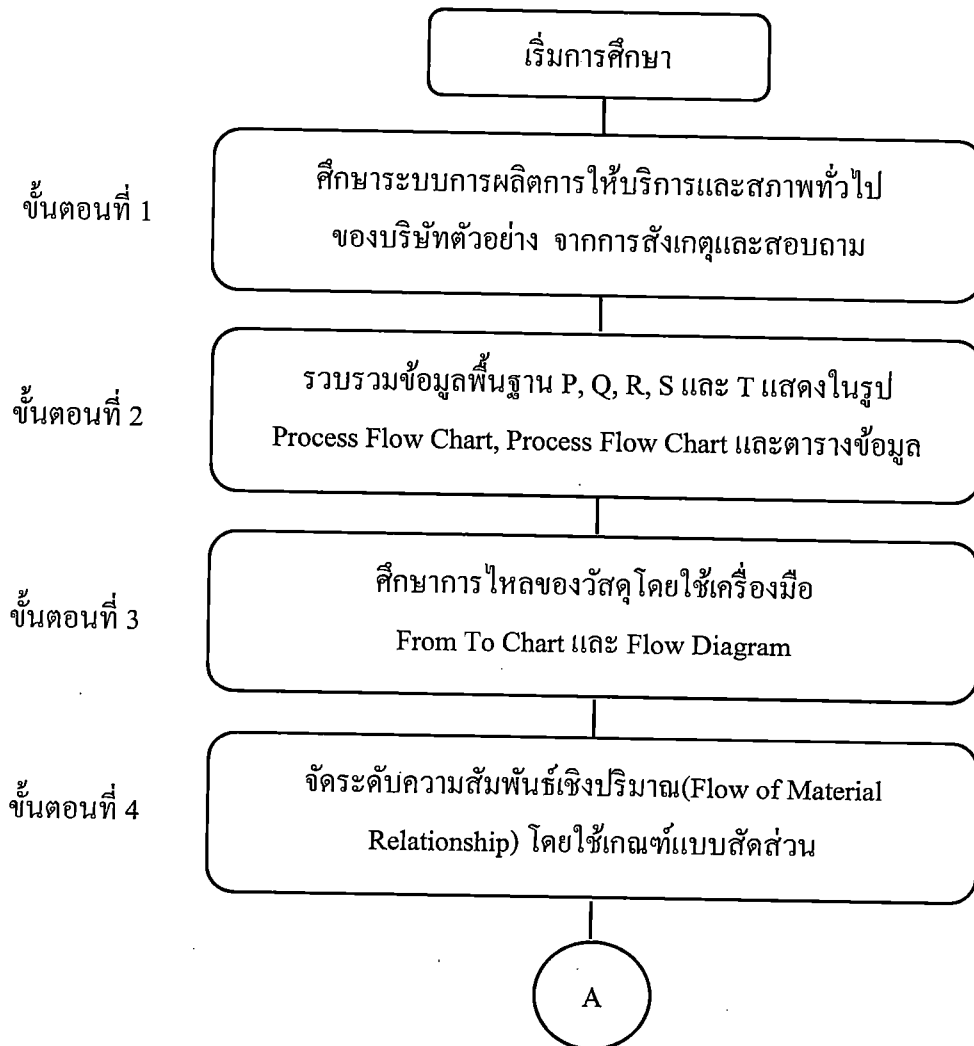 เริ่มการศึกษา
ขั้นตอนที่ 1
ศึกษาระบบการผลิตการให้บริการและสภาพทั่วไป
ของบริษัทตัวอย่าง จากการสังเกตุและสอบถาม
ขั้นตอนที่ 2
รวบรวมข้อมูลพื้นฐาน P, Q, R, S และ T แสดงในรูป
Process Flow Chart, Process Flow Chart และตารางข้อมูล
ขั้นตอนที่ 3
ศึกษาการไหลของวัสดุโดยใช้เครื่องมือ
From To Chart และ Flow Diagram
ขั้นตอนที่ 4
จัดระดับความสัมพันธ์เชิงปริมาณ(Flow of Material
Relationship) โดยใช้เกณฑ์แบบสัดส่วน
A